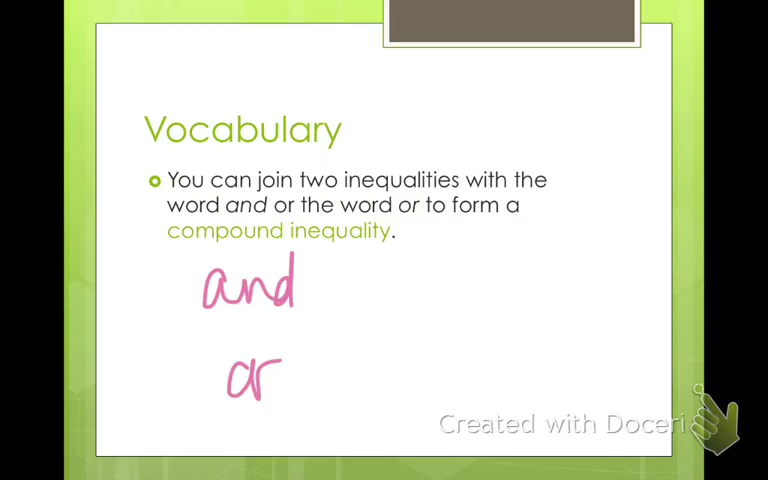 Vocabulary
You can join two inequalities with the
word and or the word or to form a
compound inequality.
and
or
Created with Doceri